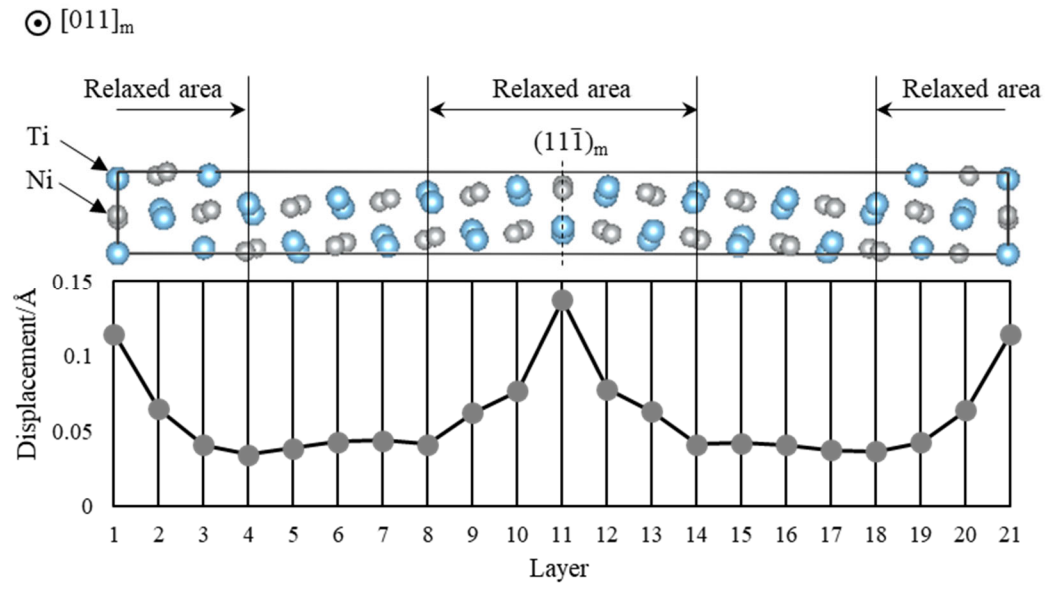 [011]m
Relaxed area Relaxed area Relaxed area
Ti
(111̅)m
Ni
0.15
0.1
0.05
0
Displacement/Å
1 2 3 4 5 6 7 8 9 10 11 12 13 14 15 16 17 18 19 20 21
Layer